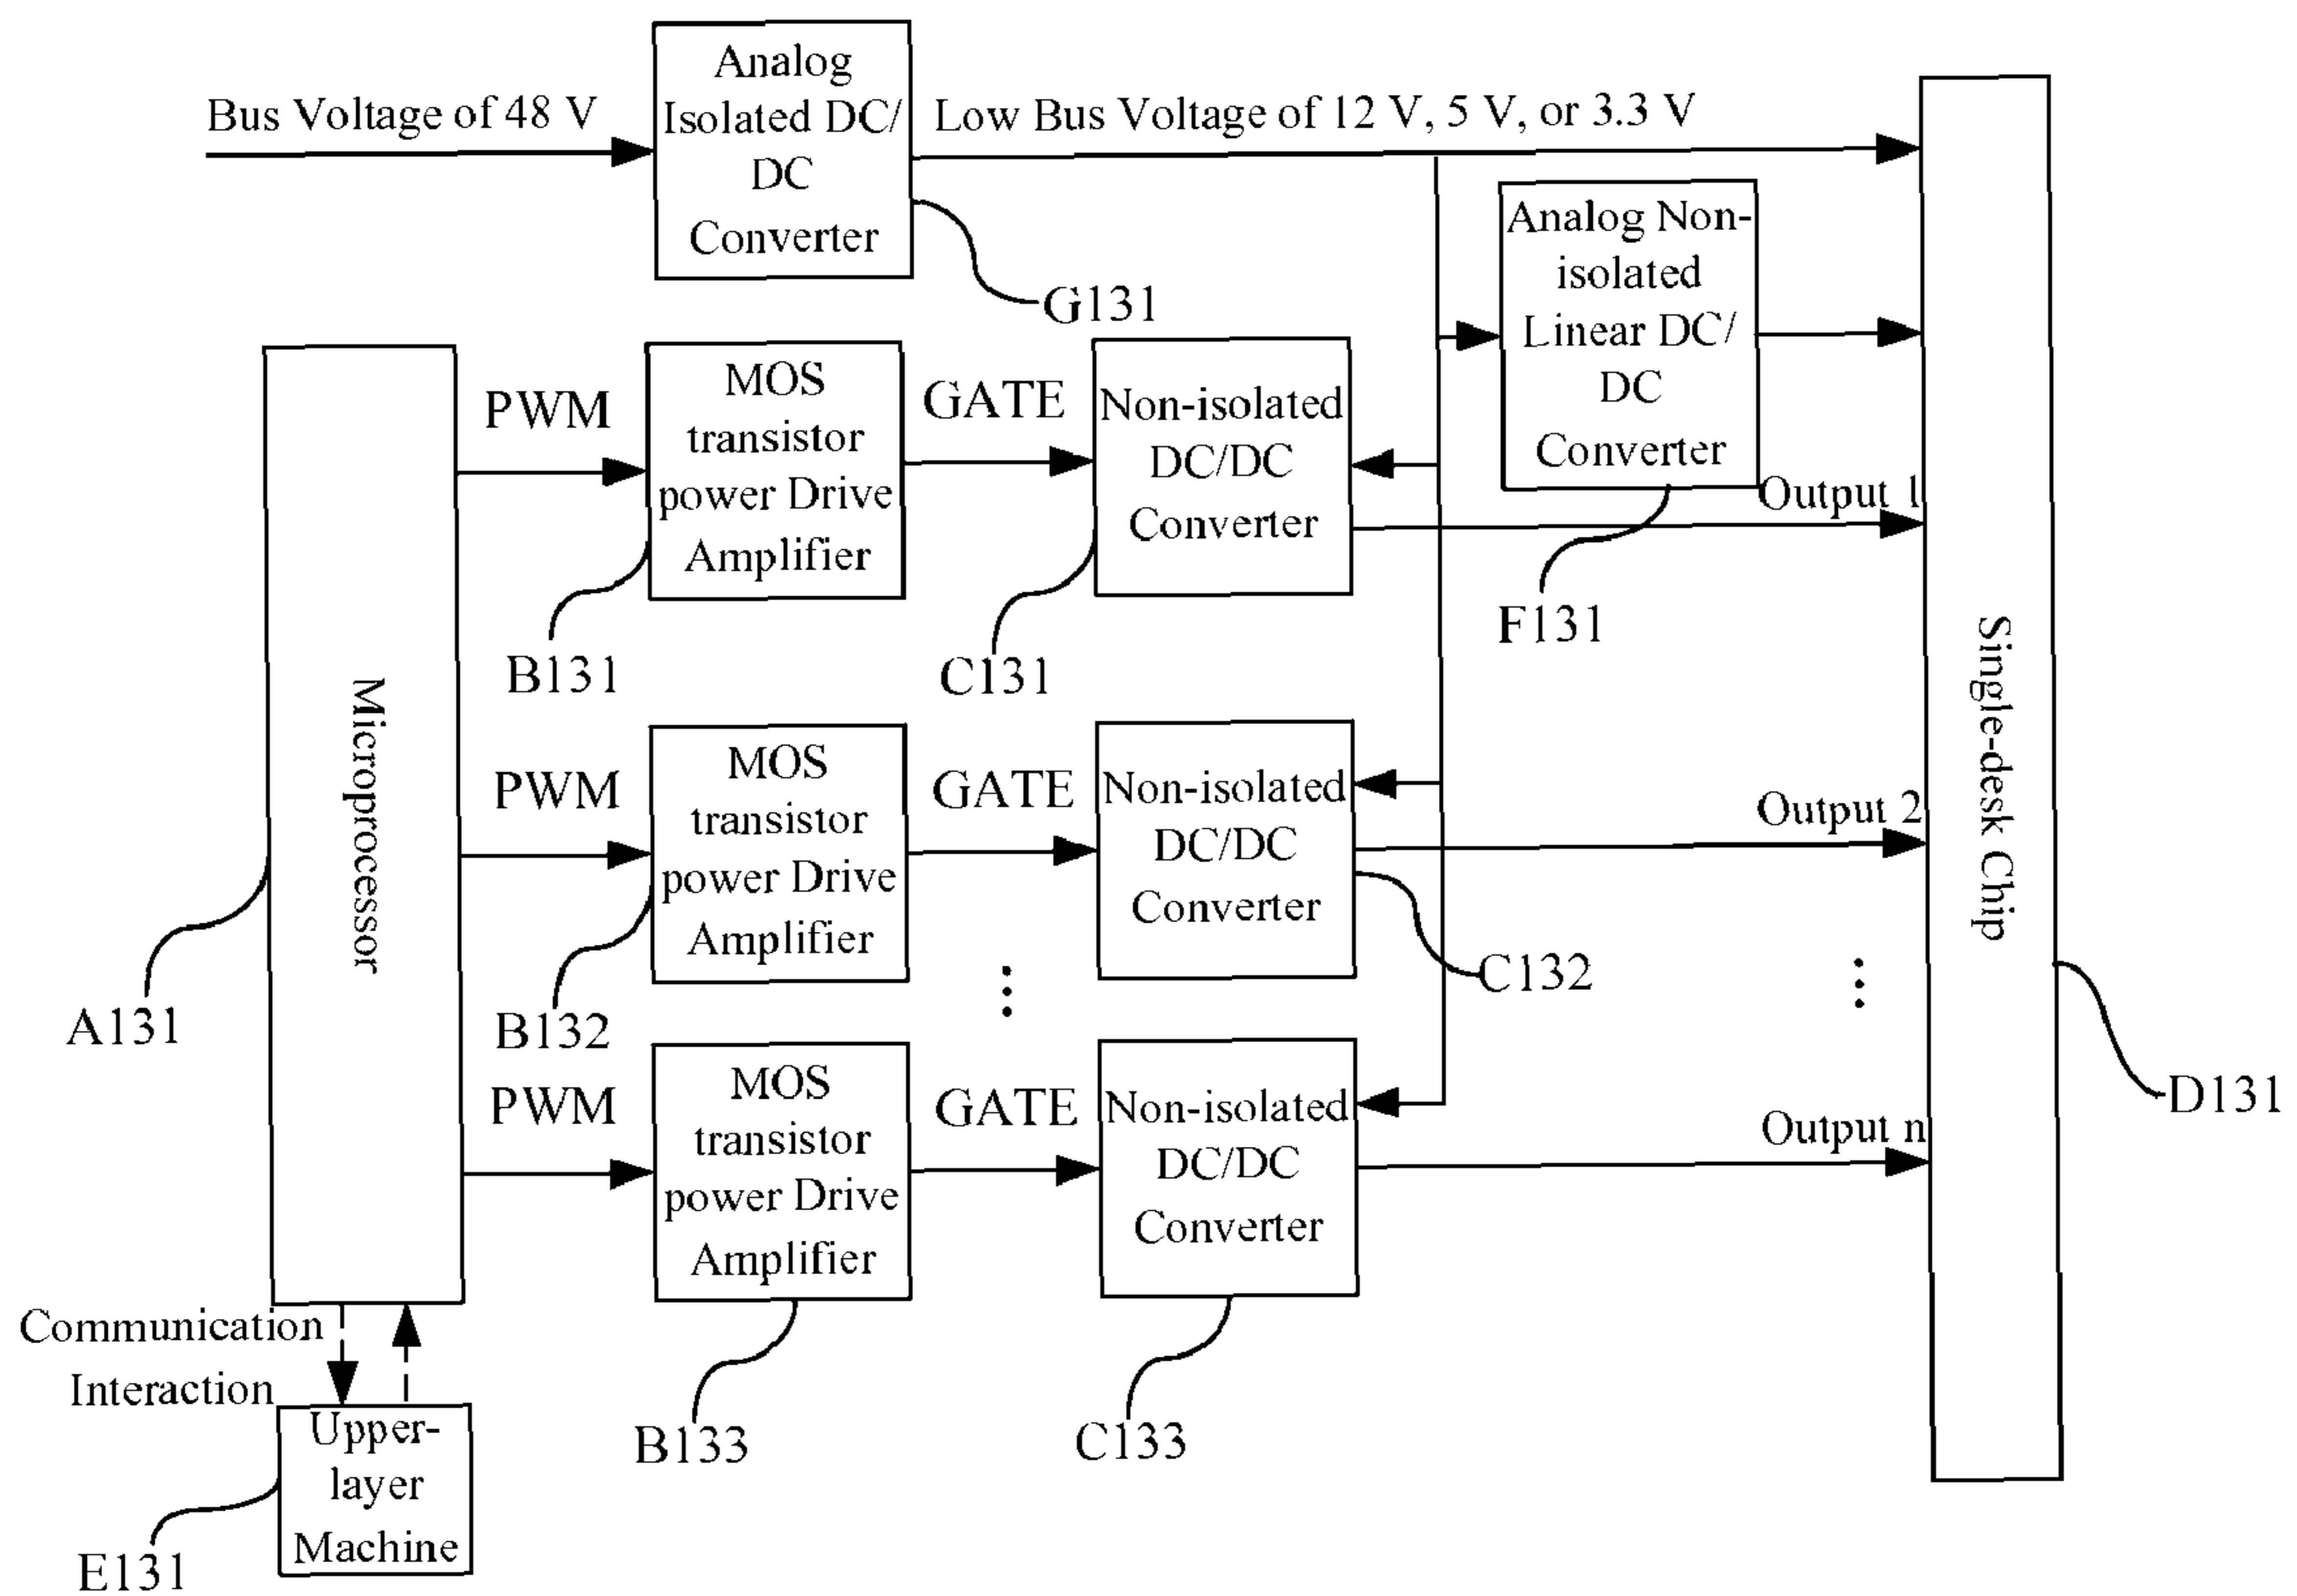 Bus Voltage of 48 V
Analog
Isolated DC/
DC
Converter
Low Bus Voltage of 12 V, 5 V, or 3.3 V
G131
Analog Non-
isolated
Linear DC/
DC
Converter
F131
Microprocessor
A131
PWM
MOS
transistor
power Drive
Amplifier
B131
GATE
Non-isolated
DC/DC
Converter
C131
Output 1
PWM
MOS
transistor
power Drive
Amplifier
B132
GATE
Non-isolated
DC/DC
Converter
C132
Output 2
PWM
MOS
transistor
power Drive
Amplifier
B133
GATE
Non-isolated
DC/DC
Converter
C133
Output n
Single-desk Chip
D131
Communication
Interaction
Upper-
layer
Machine
E131